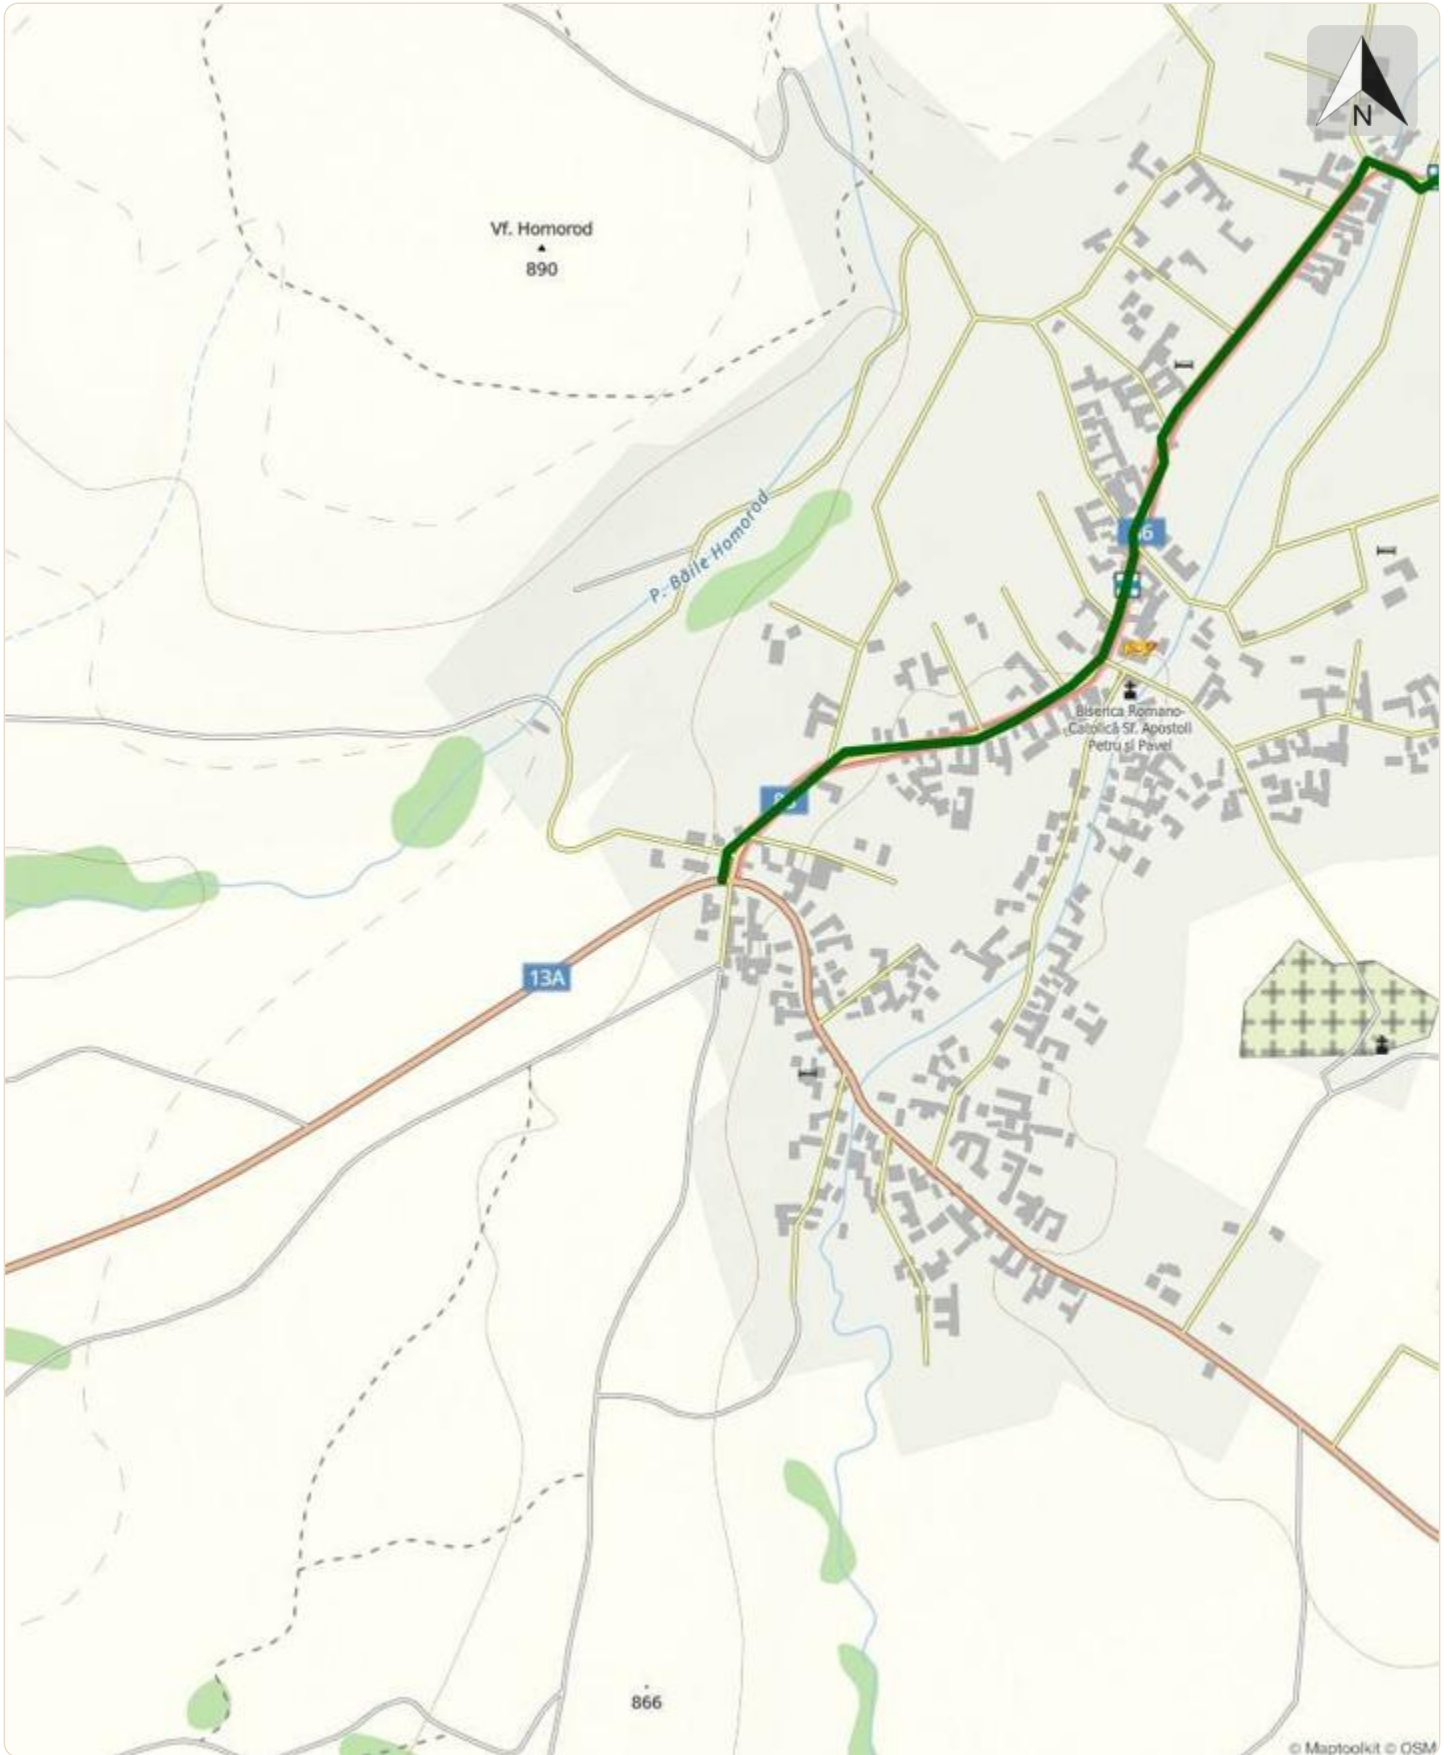 N
Vf. Homorod
890
P. Băile Homorod
Biserica Romano-
Catolică Sf. Apostoli
Petru și Pavel
13A
866
© Maptoolkit © OSM